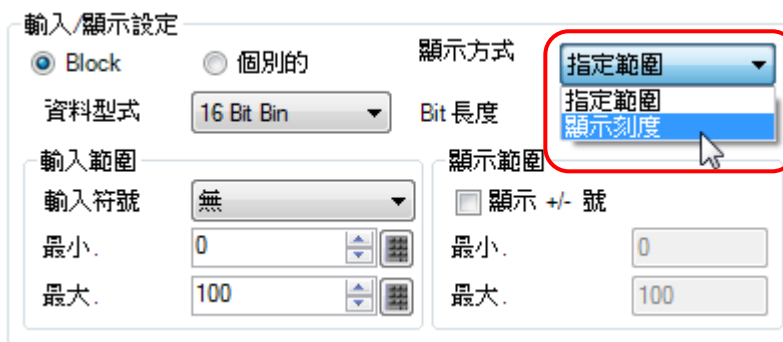 輸入/顯示設定
Block 個別的 顯示方式 指定範圍
指定範圍
顯示刻度
資料型式 16 Bit Bin Bit 長度
輸入範圍 顯示範圍
輸入符號 無 顯示 +/- 號
最小. 0 最小. 0
最大. 100 最大. 100